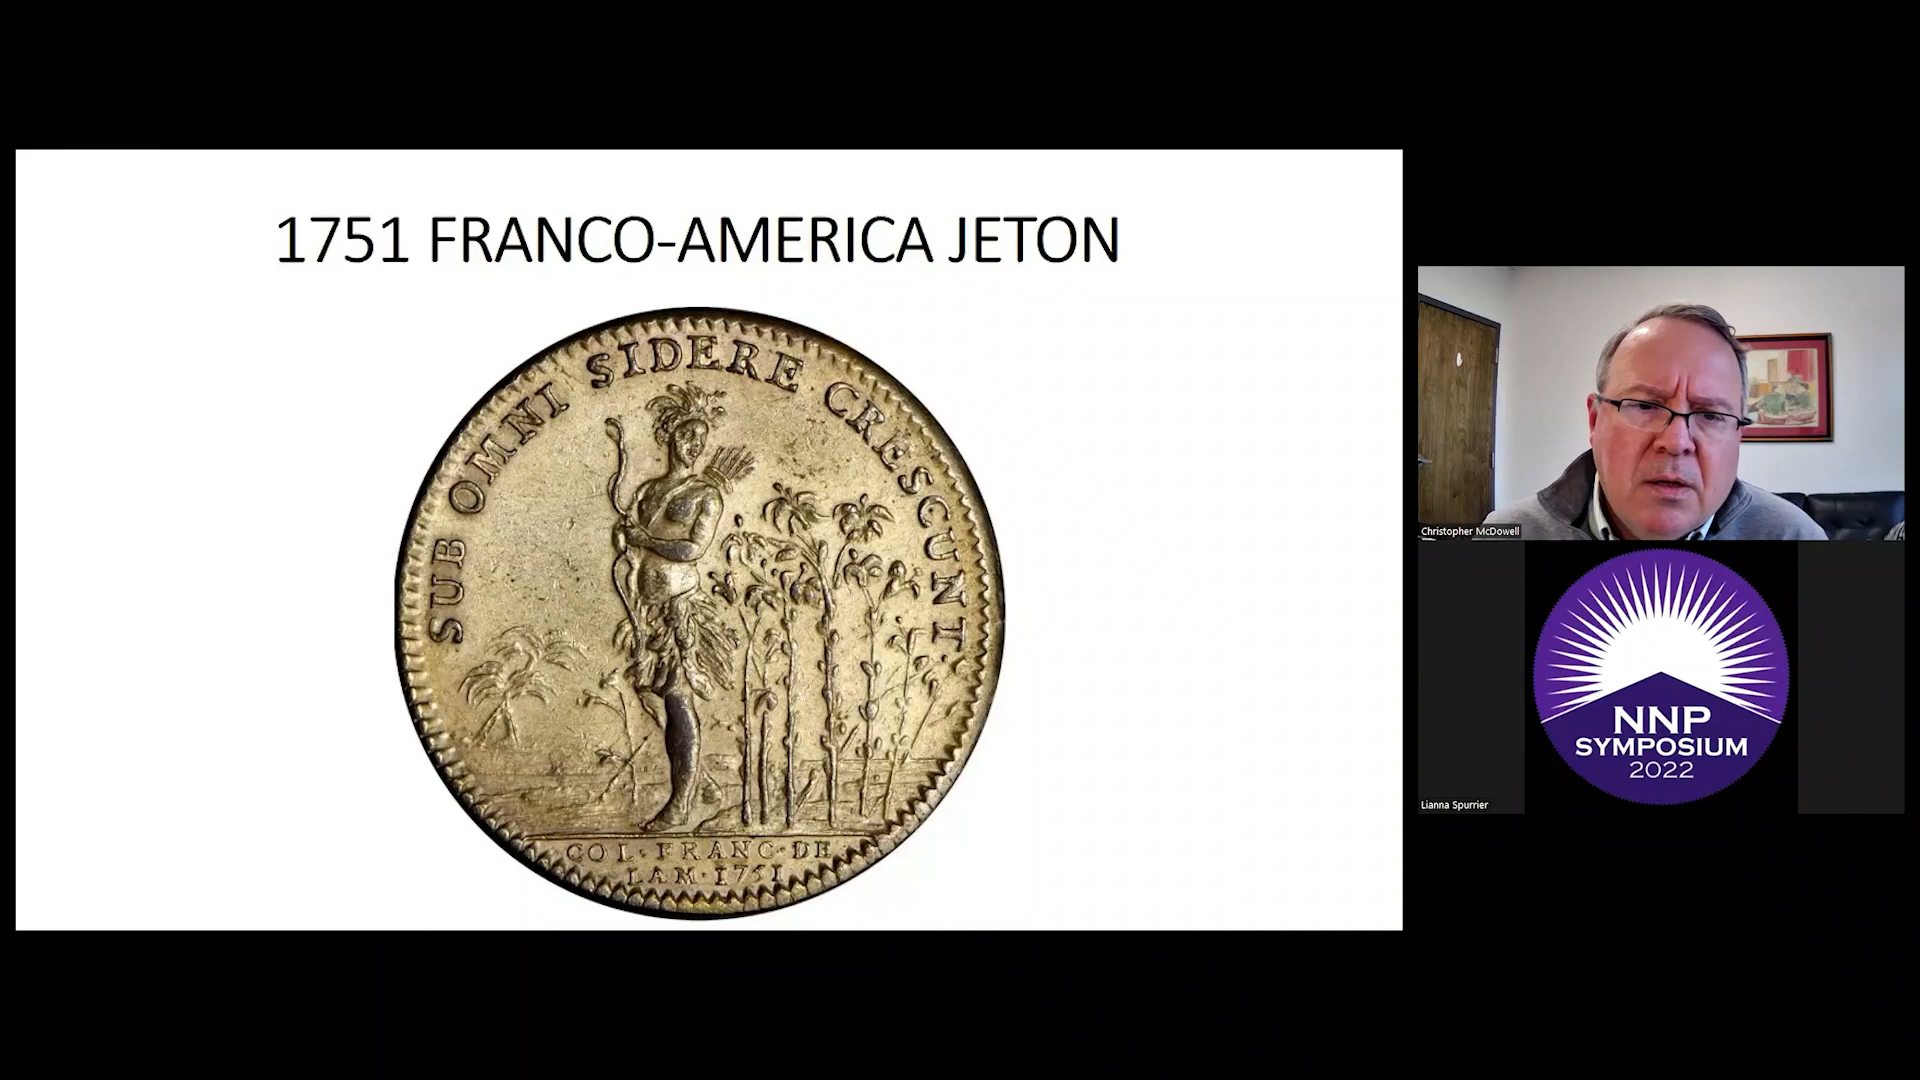 1751 FRANCO-AMERICA JETON
SUB OMNI SIDERE CRESCUNT.
COL·FRANC·DE
LAM·1751
Christopher McDowell
NNP
SYMPOSIUM
2022
Lianna Spurrier